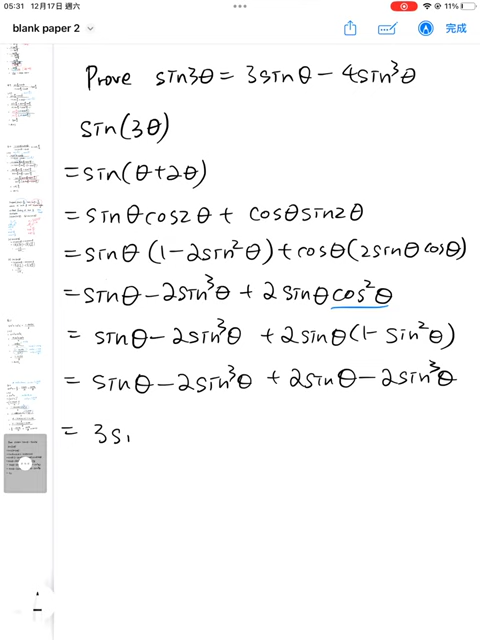 05:31 12月17日週六
11%
blank paper 2
完成
Prove sin3θ = 3sinθ − 4sin³θ
sin(3θ)
= sin(θ+2θ)
= sinθcos2θ + cosθsin2θ
= sinθ(1−2sin²θ)+cosθ(2sinθcosθ)
= sinθ−2sin³θ + 2sinθcos²θ
= sinθ−2sin³θ +2sinθ(1−sin²θ)
= sinθ−2sin³θ + 2sinθ−2sin³θ
= 3si